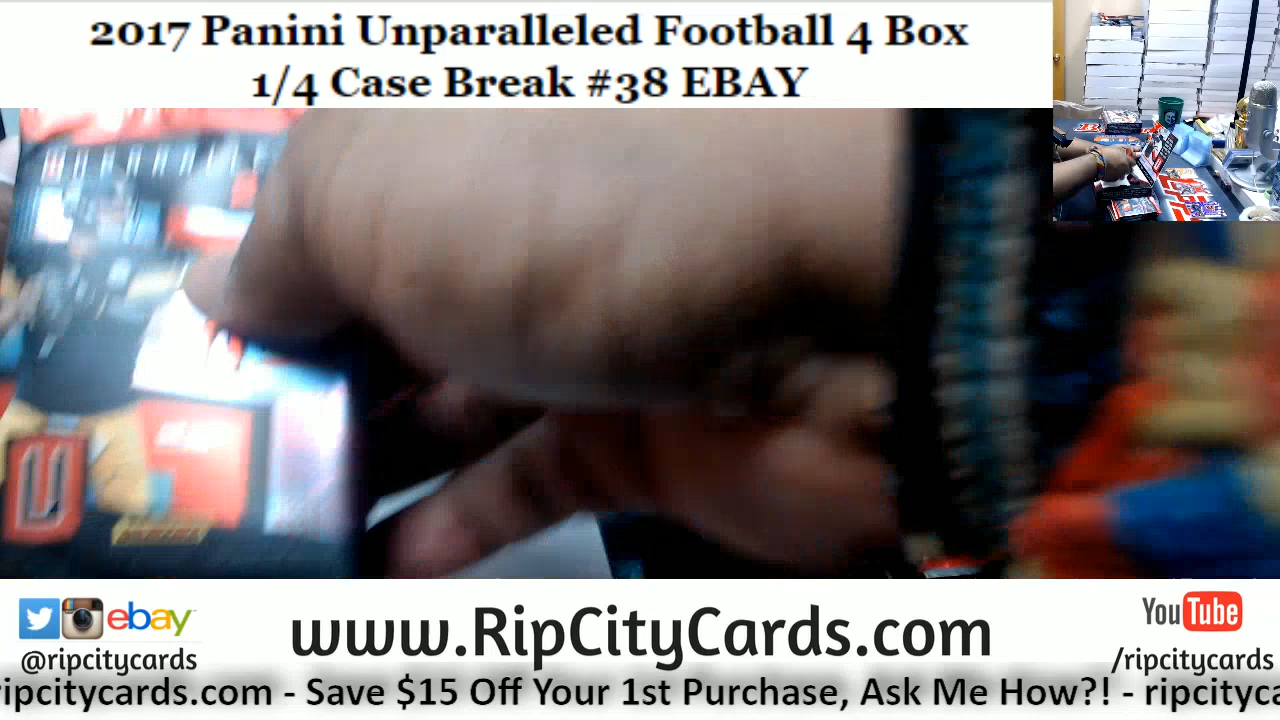 2017 Panini Unparalleled Football 4 Box
1/4 Case Break #38 EBAY
U
ebay
www.RipCityCards.com
YouTube
@ripcitycards
/ripcitycards
ripcitycards.com - Save $15 Off Your 1st Purchase, Ask Me How?! - ripcityca